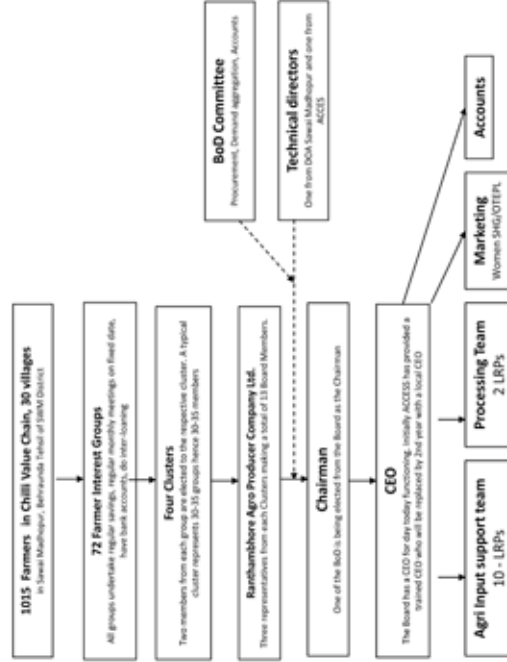 1015 Farmers in Chilli Value Chain, 30 villages
in Sawai Madhopur, Behraunda Tehsil of SWM District
72 Farmer Interest Groups
All groups undertake regular savings, regular monthly meetings on fixed date,
have bank accounts, do inter-loaning
Four Clusters
Two members from each group are elected to the respective cluster. A typical
cluster represents 30-35 groups hence 30-35 members
Ranthambhore Agro Producer Company Ltd.
Three representatives from each Clusters making a total of 13 Board Members.
BoD Committee
Procurement, Demand aggregation, Accounts
Technical directors
One from DOA Sawai Madhopur and one from
ACCES
Chairman
One of the BoD is being elected from the Board as the Chairman
CEO
The Board has a CEO for day today functioning. Initially ACCESS has provided a
trained CEO who will be replaced by 2nd year with a local CEO
Agri Input support team
10 - LRPs
Processing Team
2 LRPs
Marketing
Women SHG/OTEPL
Accounts